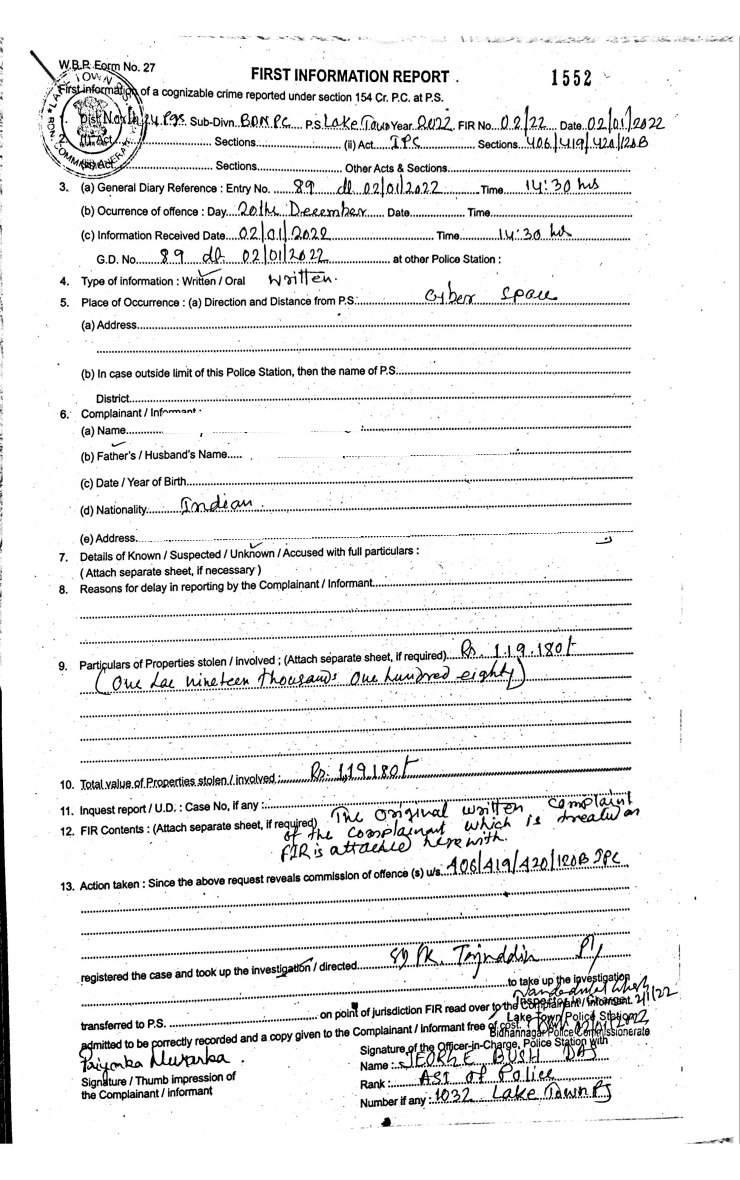 W.B.P. Form No. 27
FIRST INFORMATION REPORT .
1552
First information of a cognizable crime reported under section 154 Cr. P.C. at P.S.
1. Dist North 24 Pgs. Sub-Divn. BDNPC P.S. Lake Town Year 2022 FIR No. 02/22 Date 02/01/2022
2. (i) Act Sections (ii) Act IPC Sections 406/419/420/120B
(iii) Act Sections Other Acts & Sections
3. (a) General Diary Reference : Entry No. 89 dt 02/01/2022 Time 14:30 hrs
(b) Ocurrence of offence : Day 20th December Date Time
(c) Information Received Date 02/01/2022 Time 14:30 hrs
G.D. No. 89 dt 02/01/2022 at other Police Station :
4. Type of information : Written / Oral Written.
5. Place of Occurrence : (a) Direction and Distance from P.S. Cyber Space
(a) Address
(b) In case outside limit of this Police Station, then the name of P.S.
District
6. Complainant / Informant
(a) Name
(b) Father's / Husband's Name
(c) Date / Year of Birth
(d) Nationality Indian.
(e) Address
7. Details of Known / Suspected / Unknown / Accused with full particulars :
(Attach separate sheet, if necessary )
8. Reasons for delay in reporting by the Complainant / Informant
9. Particulars of Properties stolen / involved ; (Attach separate sheet, if required) Rs. 1,19,180/-
(One Lac nineteen thousands One hundred eighty)
10. Total value of Properties stolen / involved : Rs. 1,19,180/-
11. Inquest report / U.D. : Case No, if any :
12. FIR Contents : (Attach separate sheet, if required) The original written complaint
of the complainant which is treated as
FIR is attached herewith.
13. Action taken : Since the above request reveals commission of offence (s) u/s. 406/419/420/120B IPC
registered the case and took up the investigation / directed SI Pk. Tajuddin
to take up the investigation
transferred to P.S. on point of jurisdiction FIR read over to the Complainant / Informant. 2/1/22
Inspector in Charge
Lake Town Police Station
admitted to be correctly recorded and a copy given to the Complainant / Informant free of cost.
Bidhannagar Police Commissionerate
Signature of the Officer-in-Charge, Police Station with
Priyanka Murarka.
Name : JEORGE BUSH DAS
Signature / Thumb impression of
the Complainant / informant
Rank : ASI of Police
Number if any : 1032 Lake Town PS